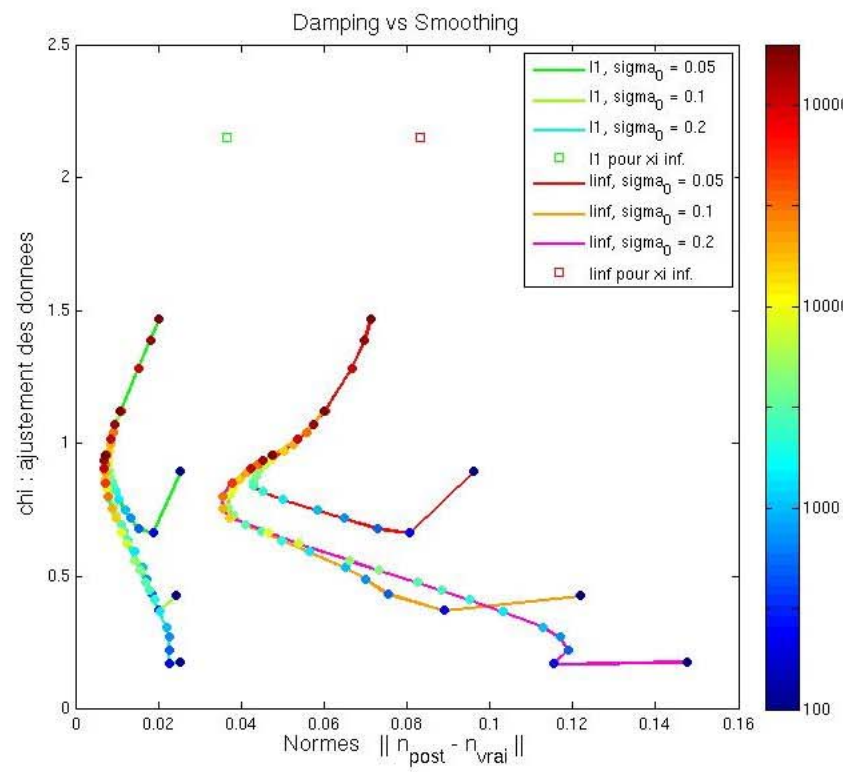 Damping vs Smoothing
2.5
2
1.5
1
0.5
0
chi : ajustement des donnees
0
0.02
0.04
0.06
0.08
0.1
0.12
0.14
0.16
Normes || n_post - n_vrai ||
l1, sigma_0 = 0.05
l1, sigma_0 = 0.1
l1, sigma_0 = 0.2
l1 pour xi inf.
linf, sigma_0 = 0.05
linf, sigma_0 = 0.1
linf, sigma_0 = 0.2
linf pour xi inf.
10000
10000
1000
100